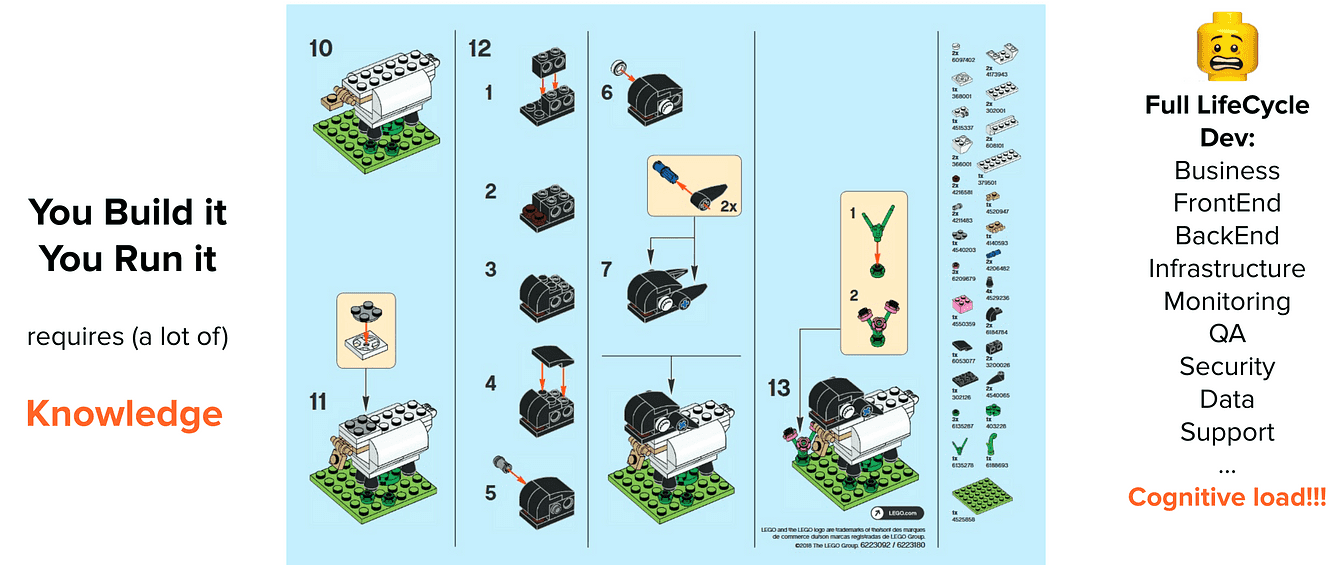 You Build it
You Run it
requires (a lot of)
Knowledge
10
11
12
1
2
3
4
5
6
2x
7
1
2
13
LEGO.com
LEGO and the LEGO logo are trademarks of the/sont des marques
de commerce du/son marcas registradas de LEGO Group.
©2018 The LEGO Group. 6223092 / 6223180
2x
6097402
2x
4173943
1x
368001
2x
302001
1x
4515337
1x
608101
2x
366001
1x
379501
2x
4216581
1x
4520947
2x
4211483
1x
4140593
1x
4540203
2x
4206482
3x
6209679
4x
4529236
1x
4550359
2x
6184784
1x
6053077
2x
3200026
1x
302126
2x
4540065
3x
6135287
1x
403228
1x
6135278
1x
6188693
1x
4525858
Full LifeCycle
Dev:
Business
FrontEnd
BackEnd
Infrastructure
Monitoring
QA
Security
Data
Support
...
Cognitive load!!!